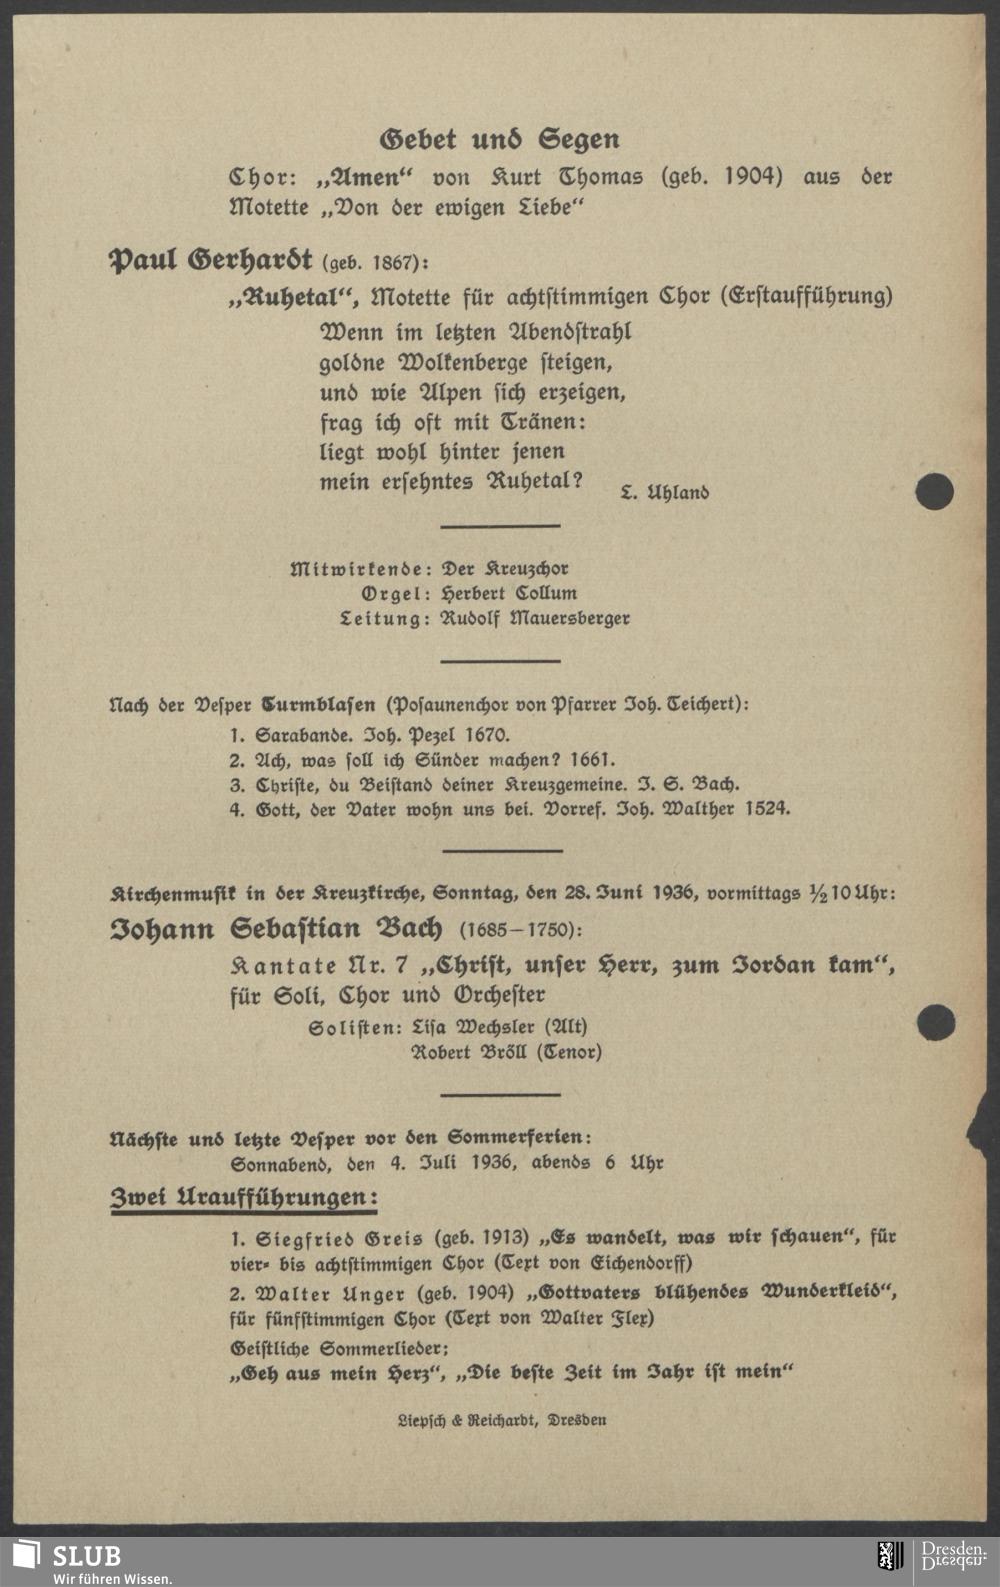 Gebet und Segen
Chor: „Amen“ von Kurt Thomas (geb. 1904) aus der
Motette „Von der ewigen Liebe“
Paul Gerhardt (geb. 1867):
„Ruhetal“, Motette für achtstimmigen Chor (Erstaufführung)
Wenn im letzten Abendstrahl
goldne Wolkenberge steigen,
und wie Alpen sich erzeigen,
frag ich oft mit Tränen:
liegt wohl hinter jenen
mein ersehntes Ruhetal?
L. Uhland
Mitwirkende: Der Kreuzchor
Orgel: Herbert Collum
Leitung: Rudolf Mauersberger
Nach der Vesper Turmblasen (Posaunenchor von Pfarrer Joh. Teichert):
1. Sarabande. Joh. Pezel 1670.
2. Ach, was soll ich Sünder machen? 1661.
3. Christe, du Beistand deiner Kreuzgemeine. J. S. Bach.
4. Gott, der Vater wohn uns bei. Vorref. Joh. Walther 1524.
Kirchenmusik in der Kreuzkirche, Sonntag, den 28. Juni 1936, vormittags ½10 Uhr:
Johann Sebastian Bach (1685–1750):
Kantate Nr. 7 „Christ, unser Herr, zum Jordan kam“,
für Soli, Chor und Orchester
Solisten: Lisa Wechsler (Alt)
Robert Bröll (Tenor)
Nächste und letzte Vesper vor den Sommerferien:
Sonnabend, den 4. Juli 1936, abends 6 Uhr
Zwei Uraufführungen:
1. Siegfried Greis (geb. 1913) „Es wandelt, was wir schauen“, für
vier- bis achtstimmigen Chor (Text von Eichendorff)
2. Walter Unger (geb. 1904) „Gottvaters blühendes Wunderkleid“,
für fünfstimmigen Chor (Text von Walter Flex)
Geistliche Sommerlieder:
„Geh aus mein Herz“, „Die beste Zeit im Jahr ist mein“
Liepsch & Reichardt, Dresden
SLUB
Wir führen Wissen.
Dresden.
Dresden.